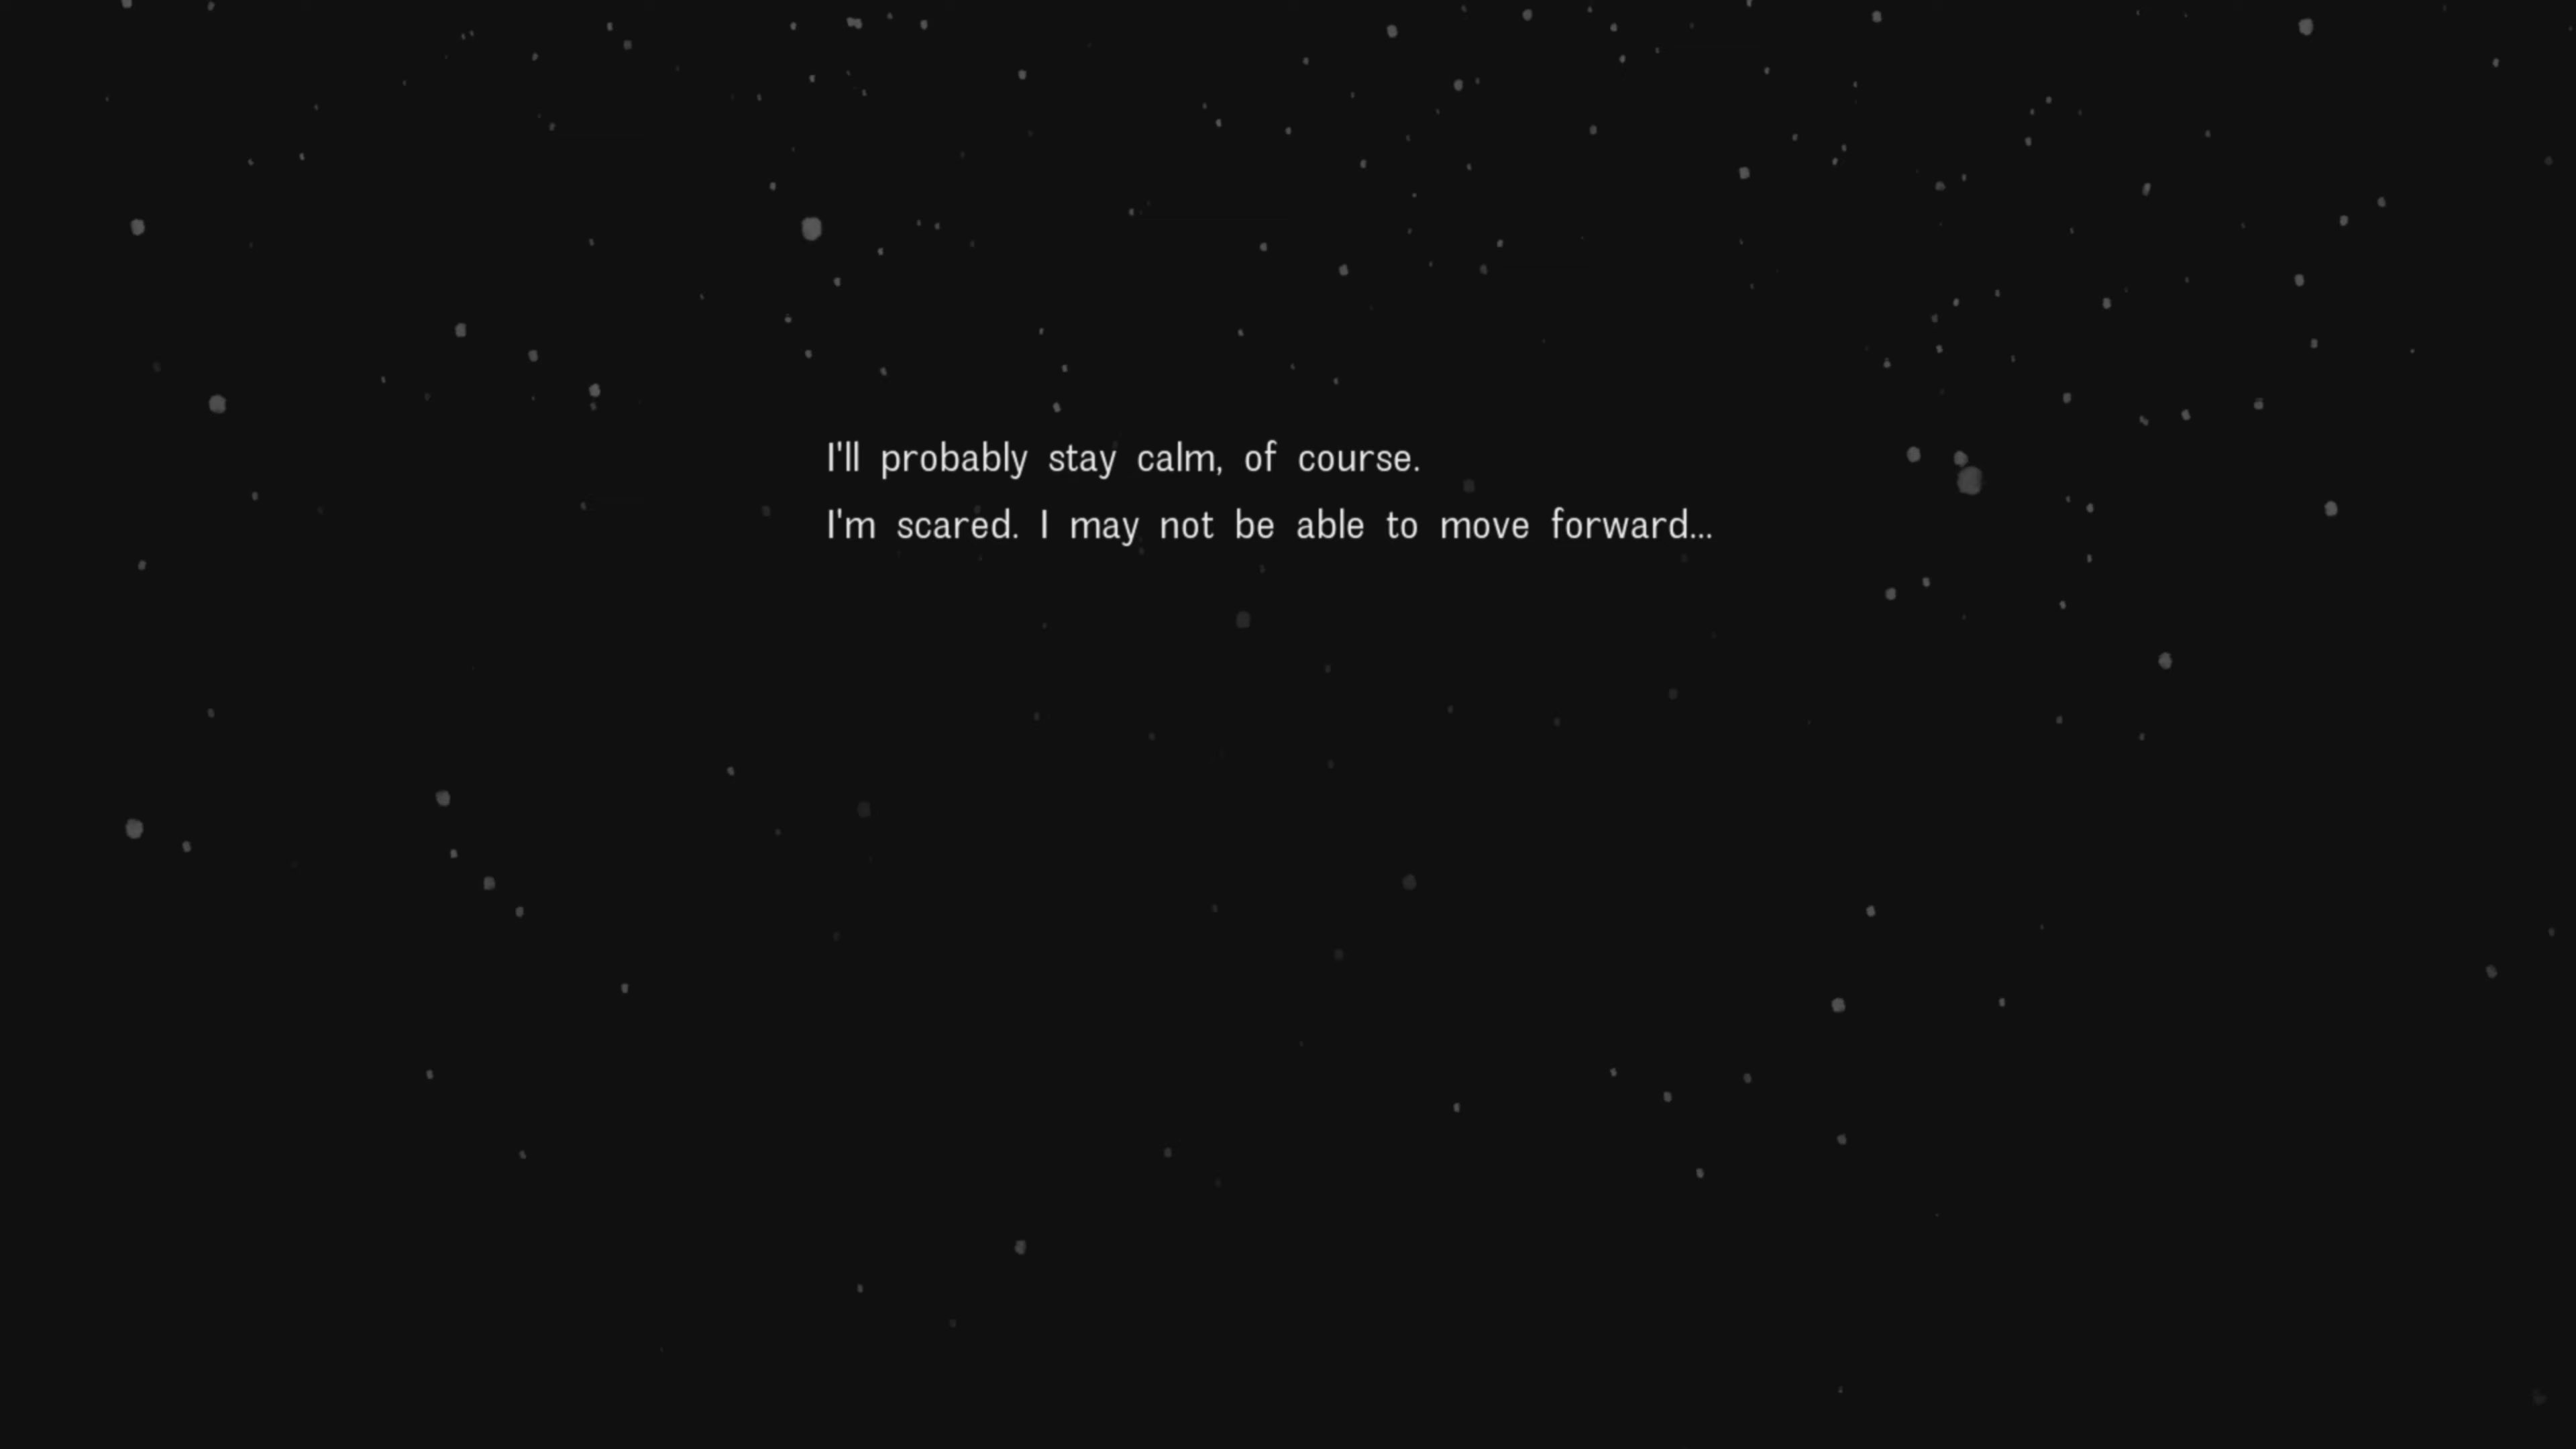 I'll probably stay calm, of course.
I'm scared. I may not be able to move forward...